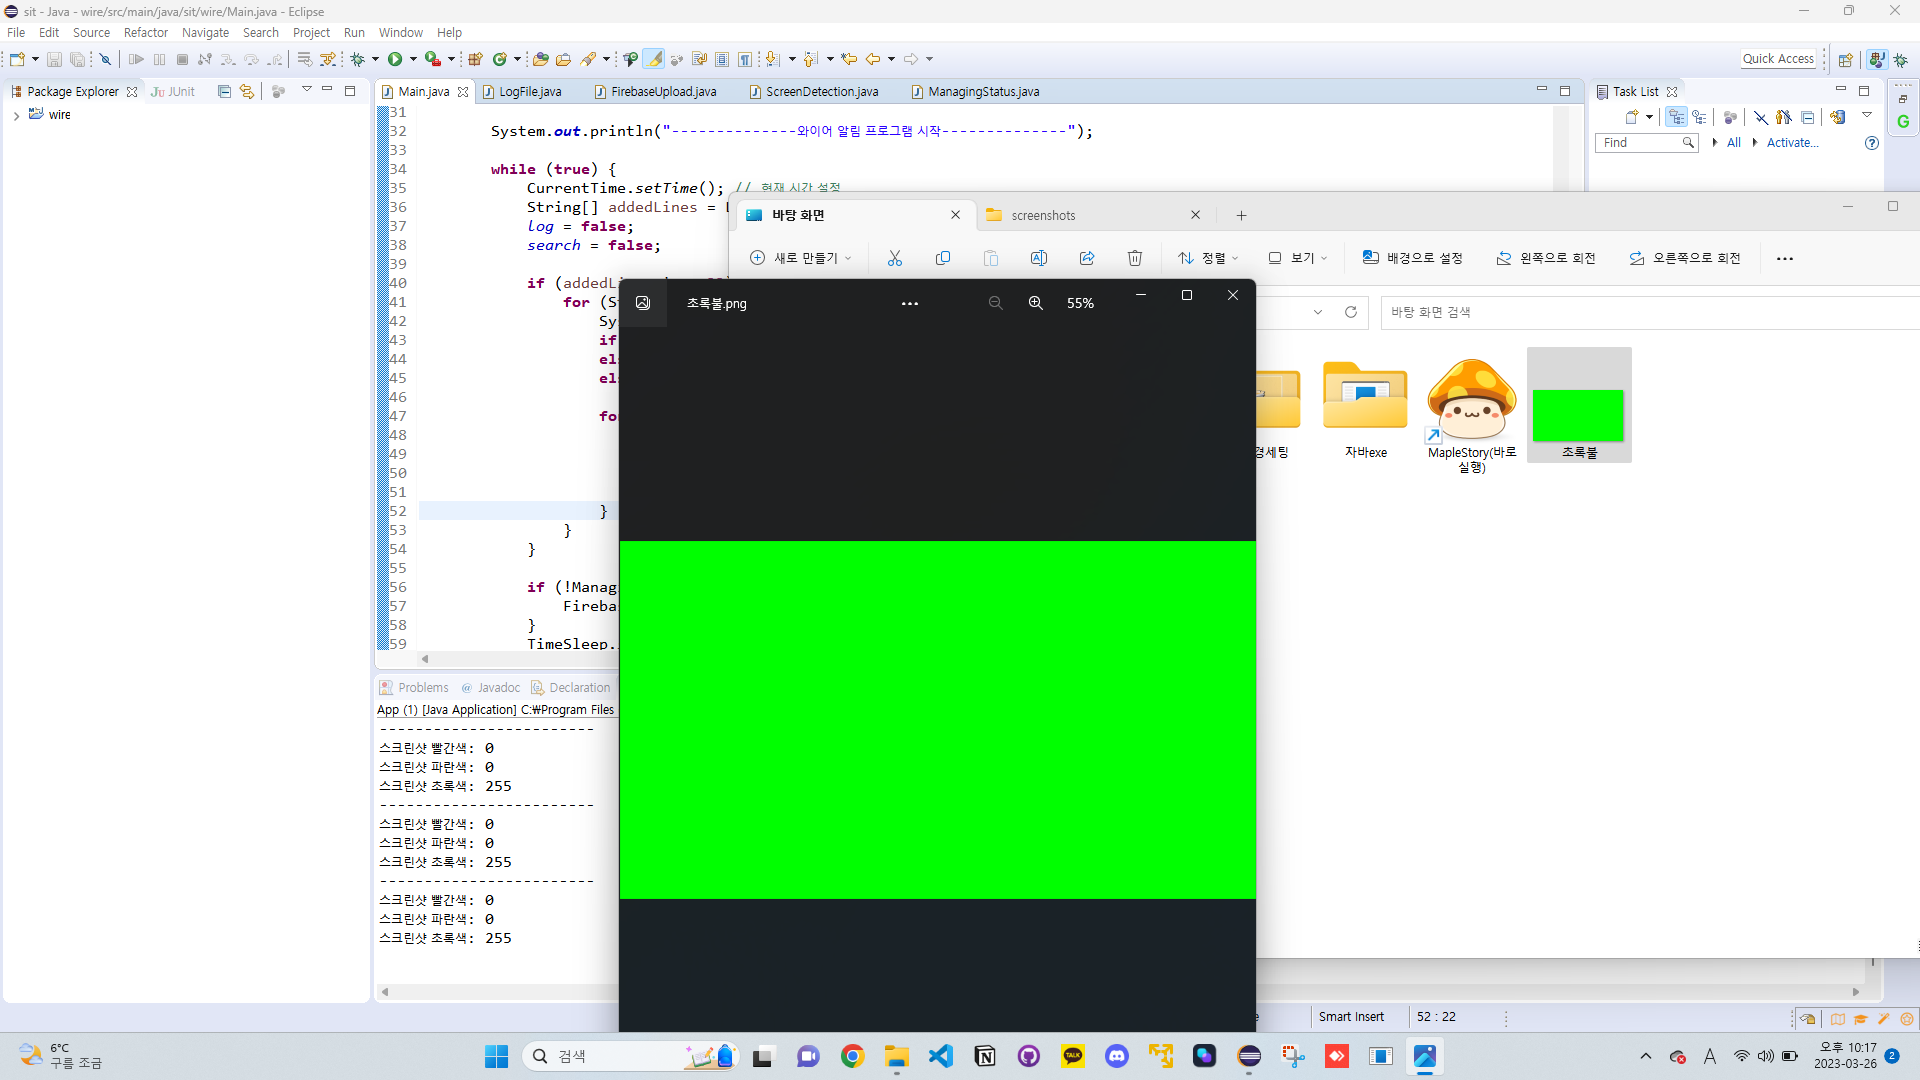 sit - Java - wire/src/main/java/sit/wire/Main.java - Eclipse
File Edit Source Refactor Navigate Search Project Run Window Help
Quick Access
Package Explorer JUnit
wire
Main.java LogFile.java FirebaseUpload.java ScreenDetection.java ManagingStatus.java
31
32 System.out.println("--------------와이어 알림 프로그램 시작--------------");
33
34 while (true) {
35 CurrentTime.setTime(); // 현재 시간 설정
36 String[] addedLines =
37 log = false;
38 search = false;
39
40 if (addedL
41 for (S
42 Sy
43 if
44 el
45 el
46
47 fo
48
49
50
51
52 }
53 }
54 }
55
56 if (!Manag
57 Fireba
58 }
59 TimeSleep.
Task List
Find All Activate...
바탕 화면 screenshots
새로 만들기 정렬 보기 배경으로 설정 왼쪽으로 회전 오른쪽으로 회전
바탕 화면 검색
경세팅 자바exe MapleStory(바로 실행) 초록불
초록불.png 55%
Problems Javadoc Declaration
App (1) [Java Application] C:₩Program Files
------------------------
스크린샷 빨간색: 0
스크린샷 파란색: 0
스크린샷 초록색: 255
------------------------
스크린샷 빨간색: 0
스크린샷 파란색: 0
스크린샷 초록색: 255
------------------------
스크린샷 빨간색: 0
스크린샷 파란색: 0
스크린샷 초록색: 255
Smart Insert 52 : 22
6°C
구름 조금
검색
TALK
A
오후 10:17
2023-03-26
2